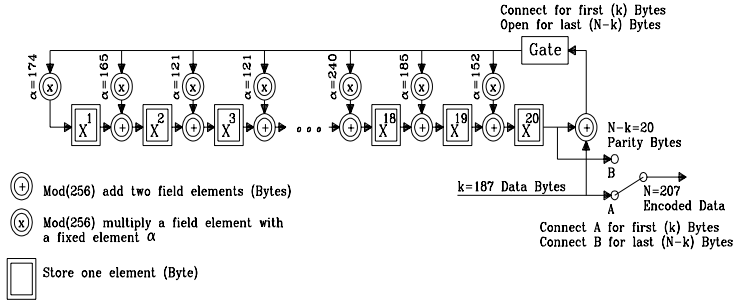 Connect for first (k) Bytes
Open for last (N-k) Bytes
Gate
α=174
α=165
α=121
α=121
α=240
α=185
α=152
x x x x x x x
X1 + X2 + X3 + ... + X18 + X19 + X20 +
N-k=20
Parity Bytes
B
k=187 Data Bytes
A
N=207
Encoded Data
Connect A for first (k) Bytes
Connect B for last (N-k) Bytes
+ Mod(256) add two field elements (Bytes)
x Mod(256) multiply a field element with
a fixed element α
Store one element (Byte)